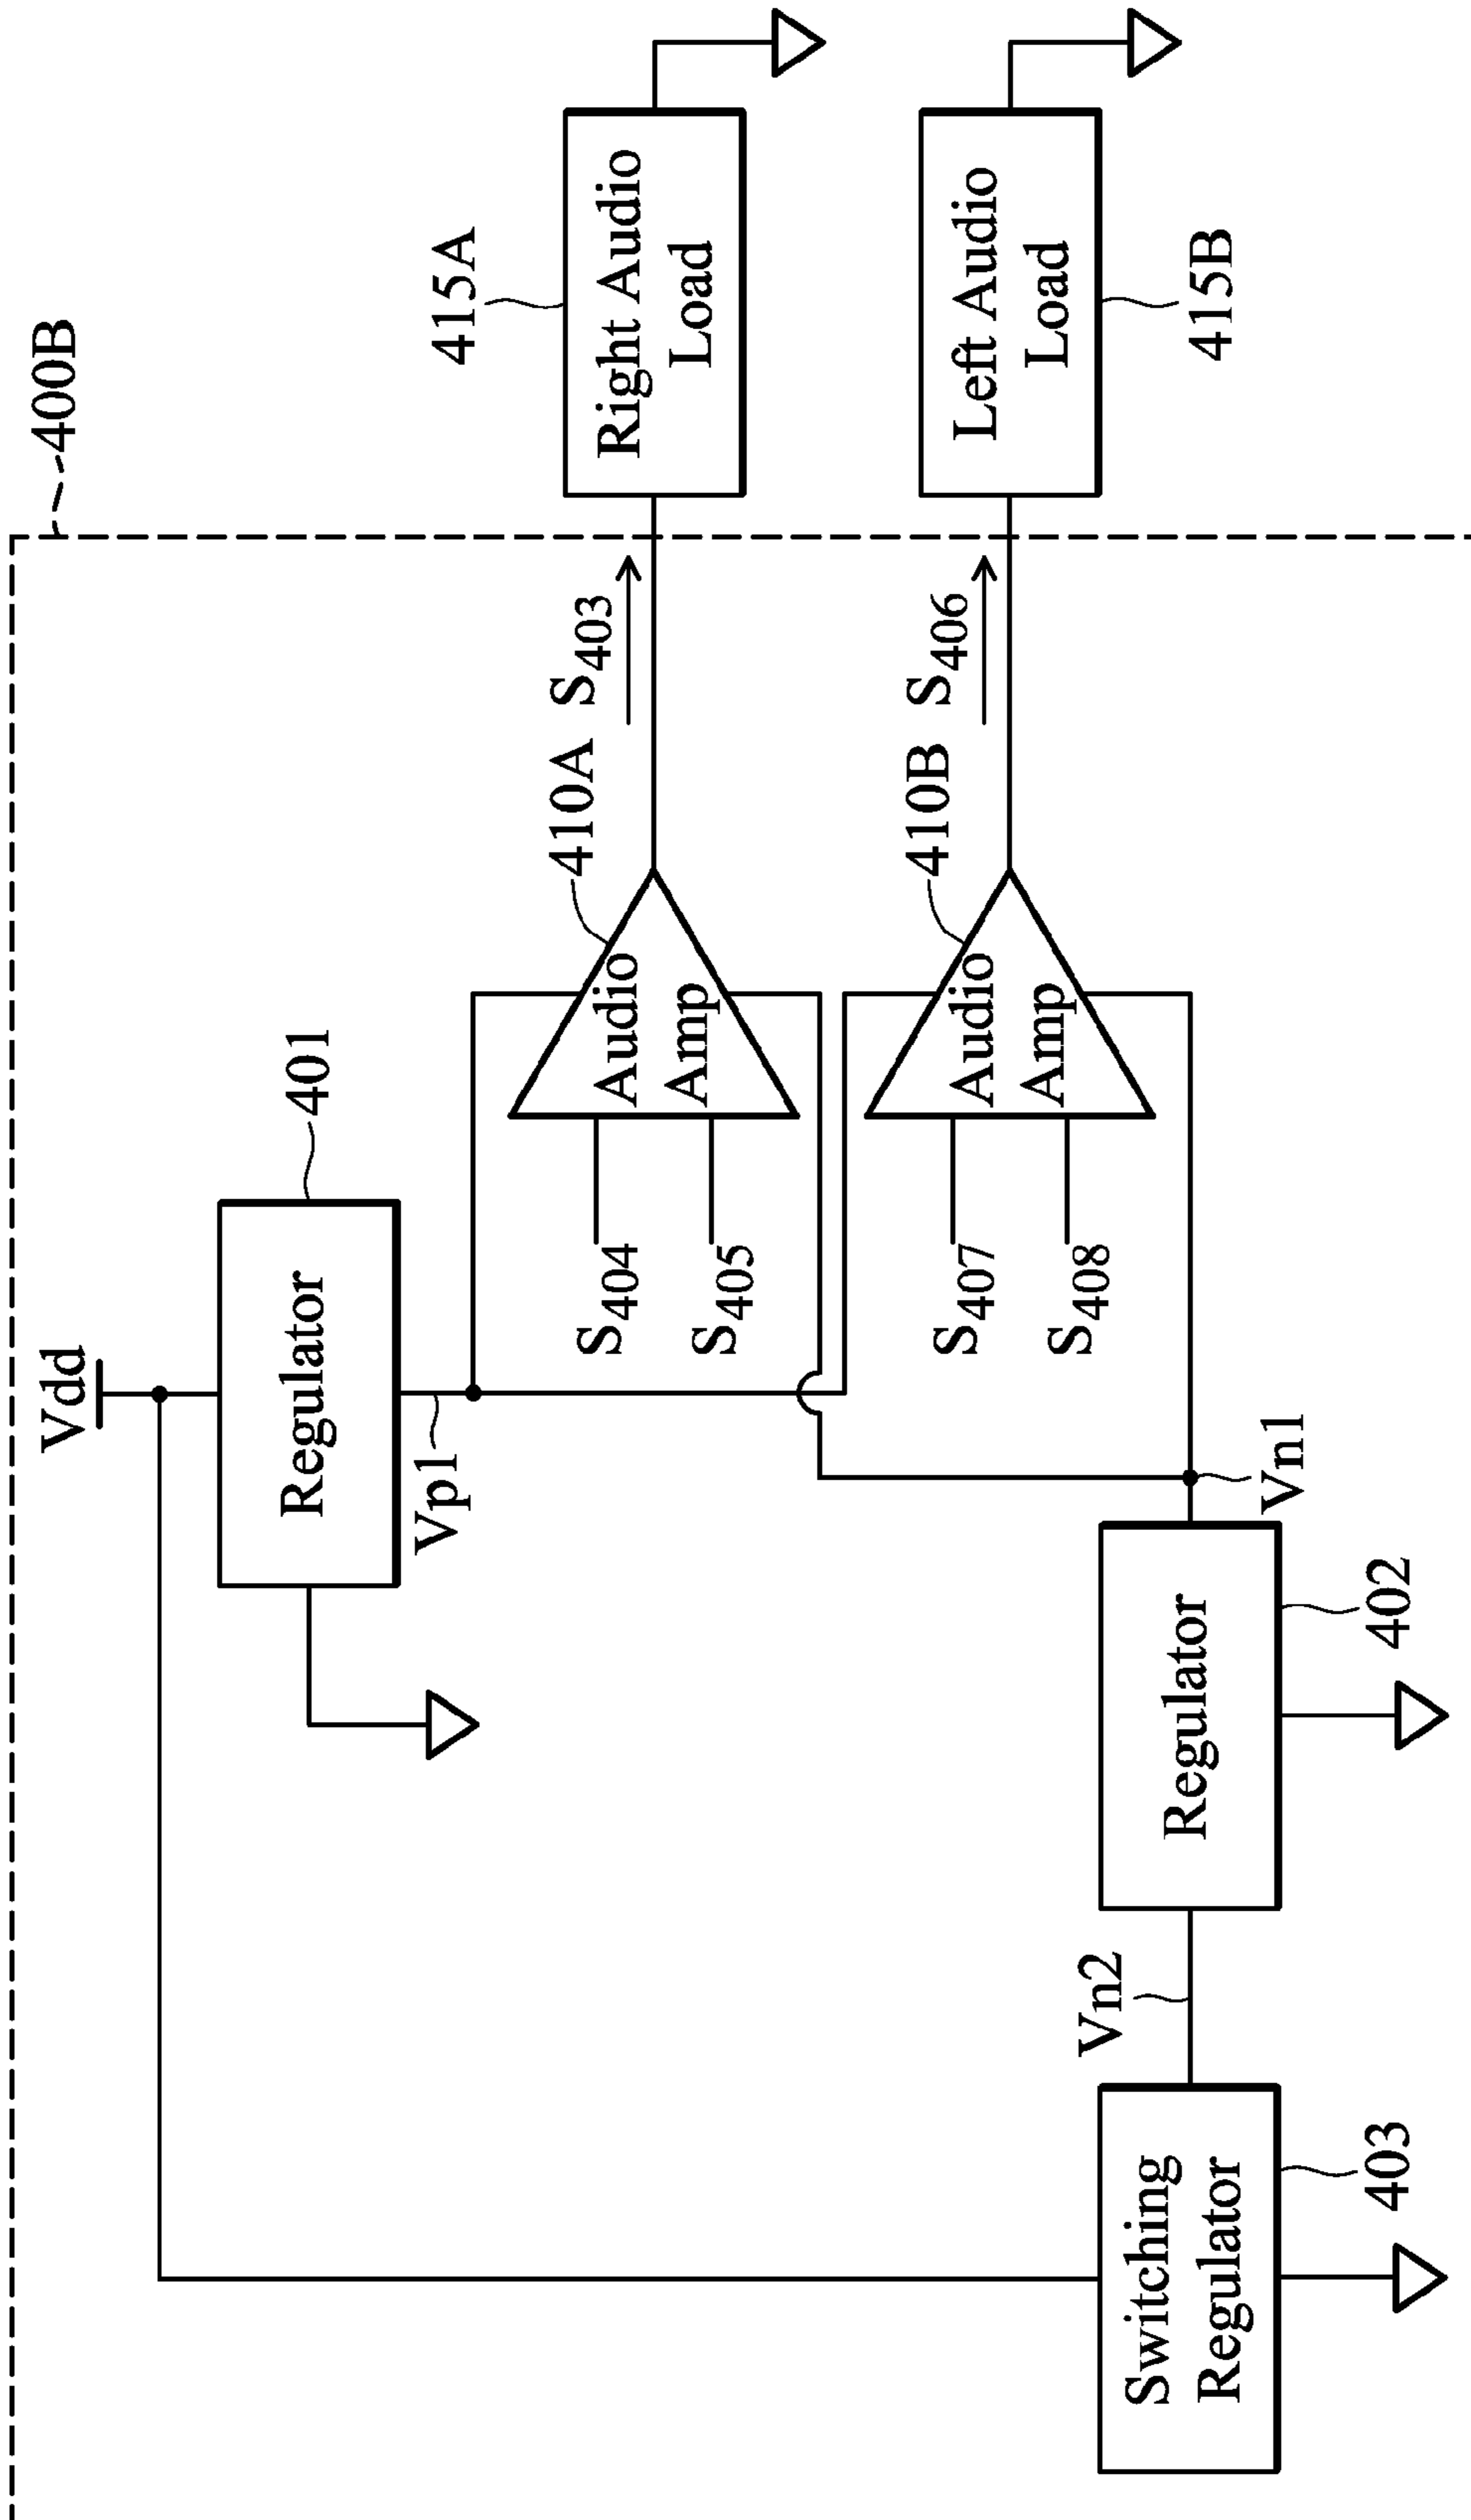 400B
Vdd
Regulator
401
Vp1
415A
Right Audio
Load
410A
S403
Audio
Amp
S404
S405
410B
S406
Audio
Amp
S407
S408
Left Audio
Load
415B
Switching
Regulator
403
Vn2
Regulator
402
Vn1